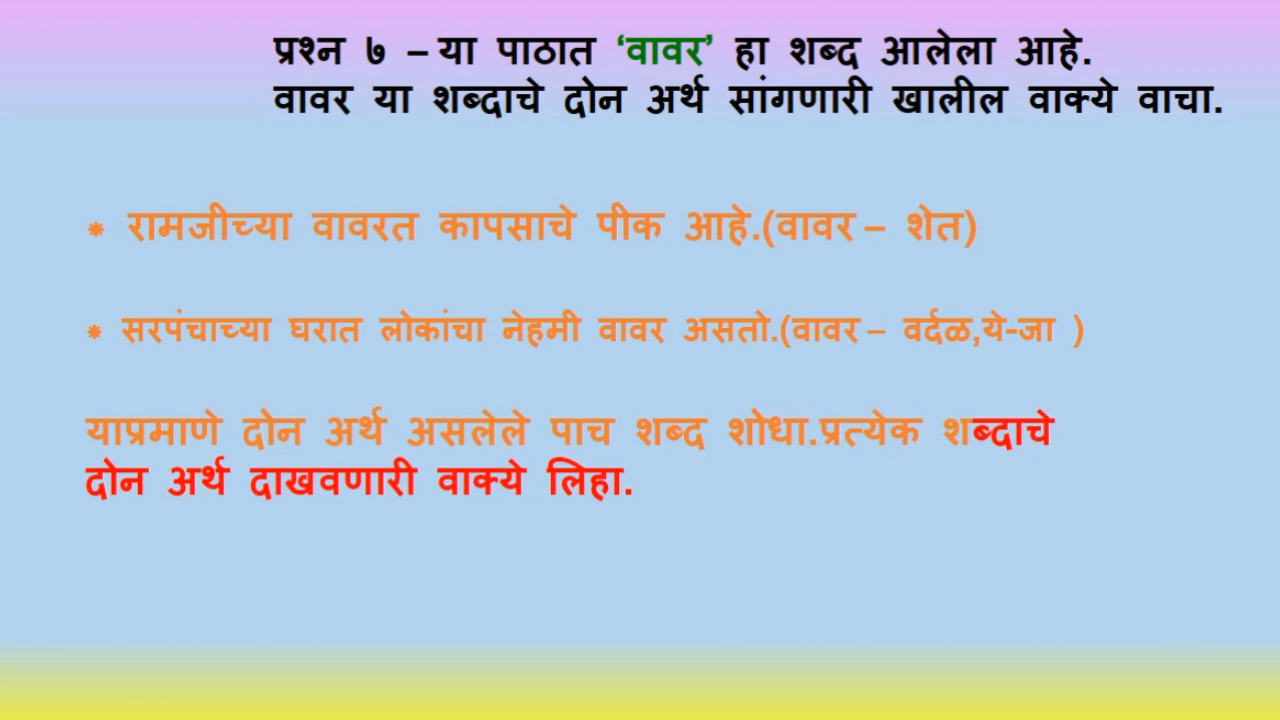 प्रश्न ७ – या पाठात ‘वावर’ हा शब्द आलेला आहे.
वावर या शब्दाचे दोन अर्थ सांगणारी खालील वाक्ये वाचा.
* रामजीच्या वावरत कापसाचे पीक आहे.(वावर – शेत)
* सरपंचाच्या घरात लोकांचा नेहमी वावर असतो.(वावर – वर्दळ,ये-जा )
याप्रमाणे दोन अर्थ असलेले पाच शब्द शोधा.प्रत्येक शब्दाचे
दोन अर्थ दाखवणारी वाक्ये लिहा.